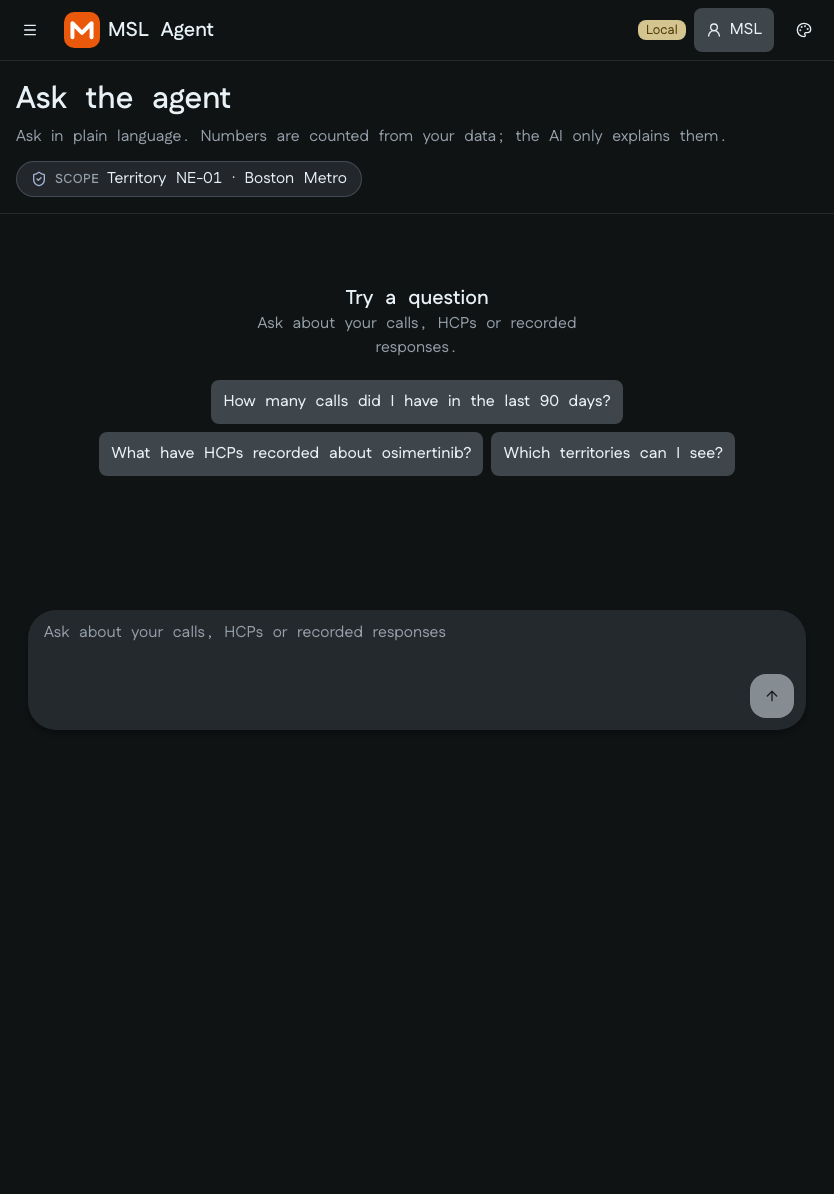 MSL Agent
Local
MSL
Ask the agent
Ask in plain language. Numbers are counted from your data; the AI only explains them.
SCOPE Territory NE-01 · Boston Metro
Try a question
Ask about your calls, HCPs or recorded
responses.
How many calls did I have in the last 90 days?
What have HCPs recorded about osimertinib?
Which territories can I see?
Ask about your calls, HCPs or recorded responses